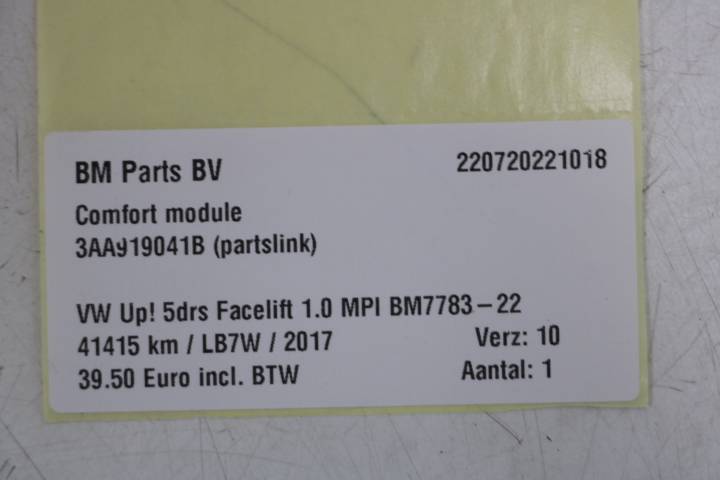 BM Parts BV 220720221018
Comfort module
3AA919041B (partslink)
VW Up! 5drs Facelift 1.0 MPI BM7783-22
41415 km / LB7W / 2017 Verz: 10
39.50 Euro incl. BTW Aantal: 1